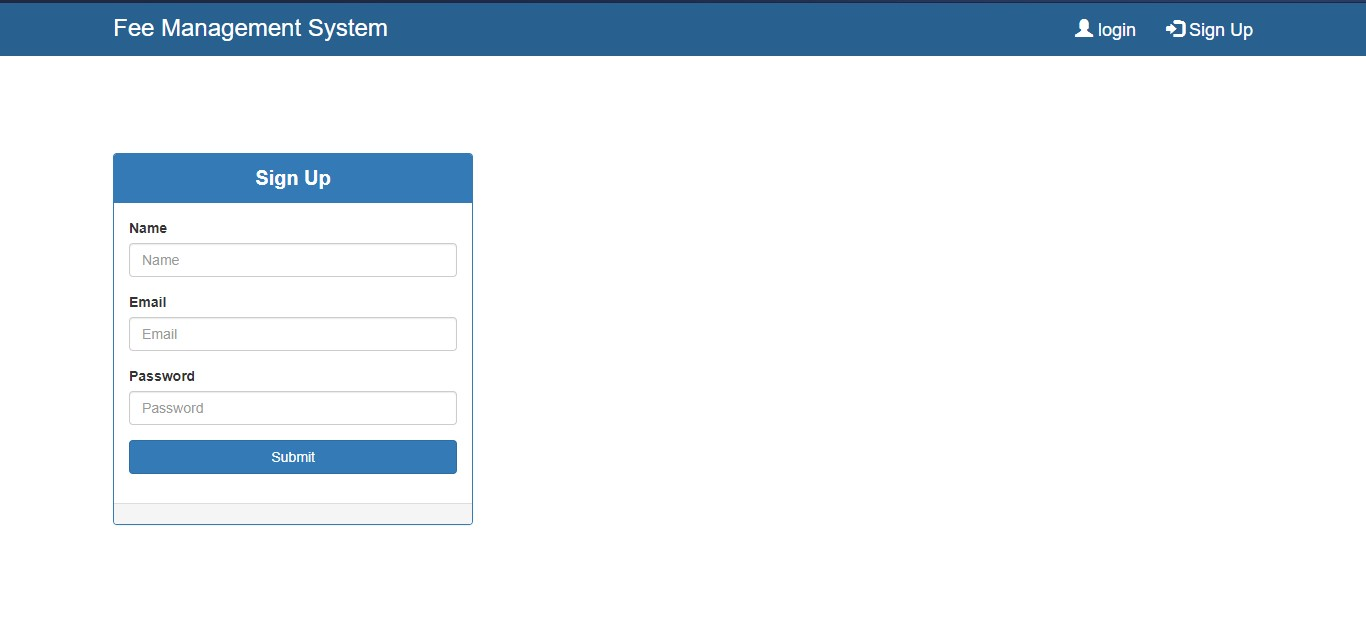 Fee Management System
login
Sign Up
Sign Up
Name
Name
Email
Email
Password
Password
Submit